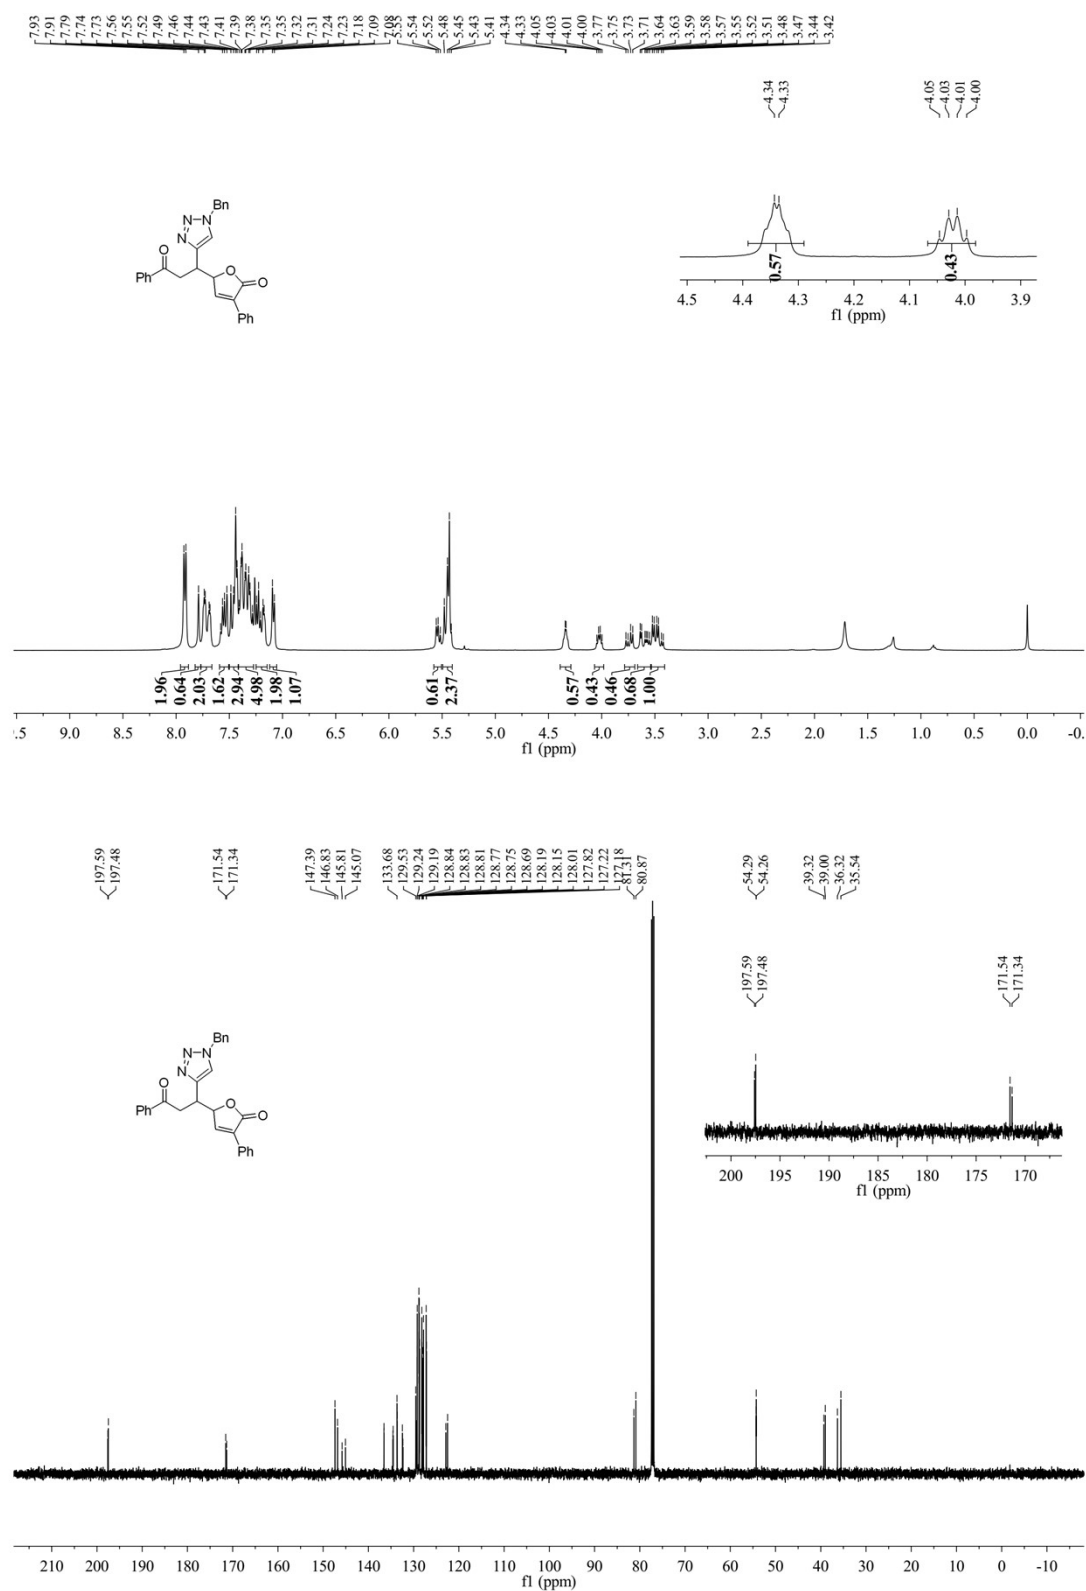 7.93 7.91 7.79 7.74 7.73 7.56 7.55 7.52 7.49 7.46 7.44 7.43 7.41 7.39 7.38 7.35 7.35 7.32 7.31 7.24 7.23 7.18 7.09 7.08 5.55 5.54 5.52 5.48 5.45 5.43 5.41 4.34 4.33 4.05 4.03 4.01 4.00 3.77 3.75 3.73 3.71 3.64 3.63 3.59 3.58 3.57 3.55 3.52 3.51 3.48 3.47 3.44 3.42
4.34 4.33 4.05 4.03 4.01 4.00
Bn
N N
N
O
Ph O O
Ph
0.57 0.43
4.5 4.4 4.3 4.2 4.1 4.0 3.9
f1 (ppm)
1.96 0.64 2.03 1.62 2.94 4.98 1.98 1.07 0.61 2.37 0.57 0.43 0.46 0.68 1.00
.5 9.0 8.5 8.0 7.5 7.0 6.5 6.0 5.5 5.0 4.5 4.0 3.5 3.0 2.5 2.0 1.5 1.0 0.5 0.0 -0.
f1 (ppm)
197.59 197.48 171.54 171.34 147.39 146.83 145.81 145.07 133.68 129.53 129.24 129.19 128.84 128.83 128.81 128.77 128.75 128.69 128.19 128.15 128.01 127.82 127.22 127.18 81.31 80.87 54.29 54.26 39.32 39.00 36.32 35.54
197.59 197.48 171.54 171.34
Bn
N N
N
O
Ph O O
Ph
200 195 190 185 180 175 170
f1 (ppm)
210 200 190 180 170 160 150 140 130 120 110 100 90 80 70 60 50 40 30 20 10 0 -10
f1 (ppm)